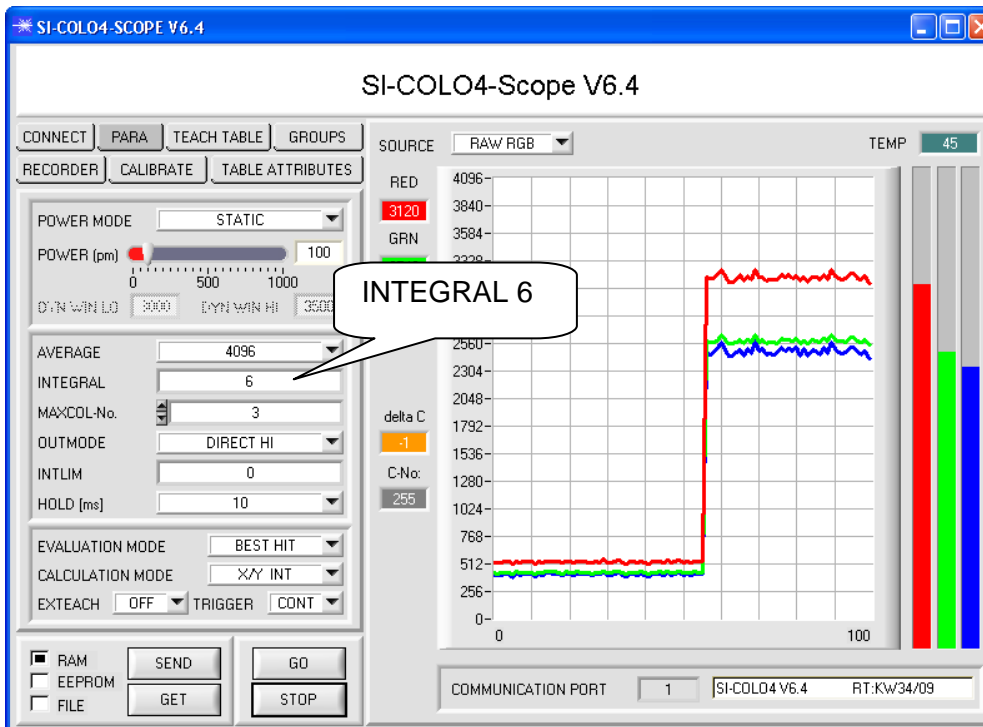 SI-COLO4-SCOPE V6.4
SI-COLO4-Scope V6.4
CONNECT PARA TEACH TABLE GROUPS
RECORDER CALIBRATE TABLE ATTRIBUTES
POWER MODE STATIC
POWER (pm) 100
0 500 1000
DYN WIN LO 3000 DYN WIN HI 3500
AVERAGE 4096
INTEGRAL 6
MAXCOL-No. 3
OUTMODE DIRECT HI
INTLIM 0
HOLD [ms] 10
EVALUATION MODE BEST HIT
CALCULATION MODE X/Y INT
EXTEACH OFF TRIGGER CONT
RAM
EEPROM
FILE
SEND GO
GET STOP
INTEGRAL 6
SOURCE RAW RGB
TEMP 45
RED
3120
GRN
delta C
-1
C-No:
255
4096
3840
3584
3328
2560
2304
2048
1792
1536
1280
1024
768
512
256
0
0 100
COMMUNICATION PORT 1 SI-COLO4 V6.4 RT:KW34/09